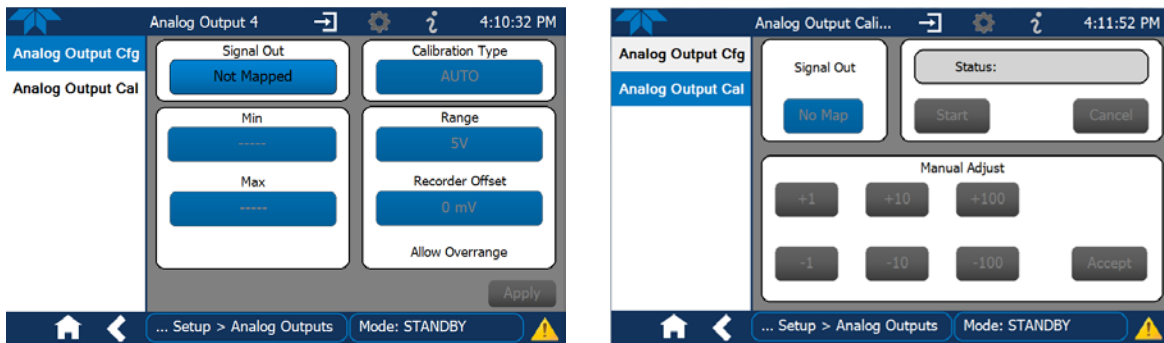 Analog Output 4
4:10:32 PM
Analog Output Cfg
Analog Output Cal
Signal Out
Not Mapped
Calibration Type
AUTO
Min
-----
Max
-----
Range
5V
Recorder Offset
0 mV
Allow Overrange
Apply
... Setup > Analog Outputs
Mode: STANDBY
Analog Output Cali...
4:11:52 PM
Analog Output Cfg
Analog Output Cal
Signal Out
No Map
Status:
Start
Cancel
Manual Adjust
+1
+10
+100
-1
-10
-100
Accept
... Setup > Analog Outputs
Mode: STANDBY